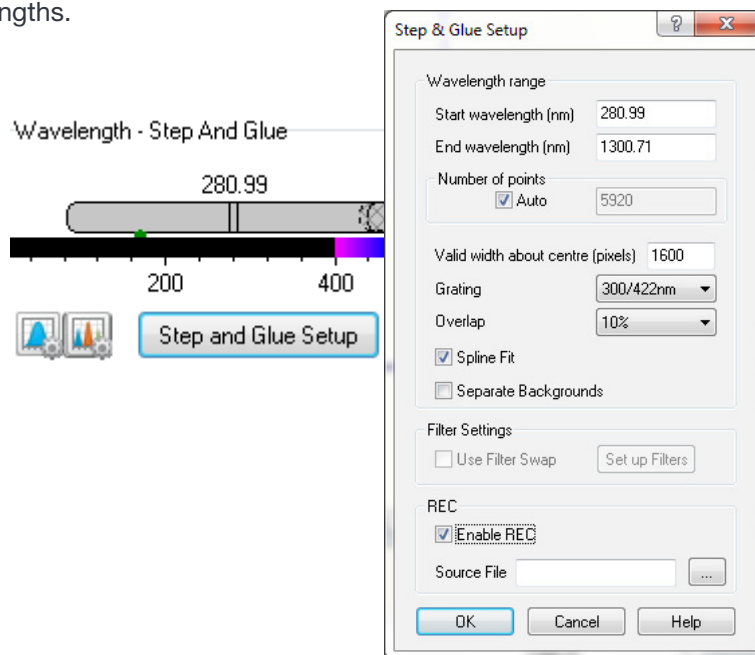 ngths.
Wavelength - Step And Glue
280.99
200 400
Step and Glue Setup
Step & Glue Setup
Wavelength range
Start wavelength (nm) 280.99
End wavelength (nm) 1300.71
Number of points
Auto 5920
Valid width about centre (pixels) 1600
Grating 300/422nm
Overlap 10%
Spline Fit
Separate Backgrounds
Filter Settings
Use Filter Swap Set up Filters
REC
Enable REC
Source File ...
OK Cancel Help